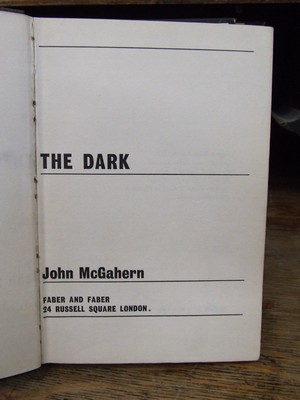 THE DARK
John McGahern
FABER AND FABER
24 RUSSELL SQUARE LONDON.